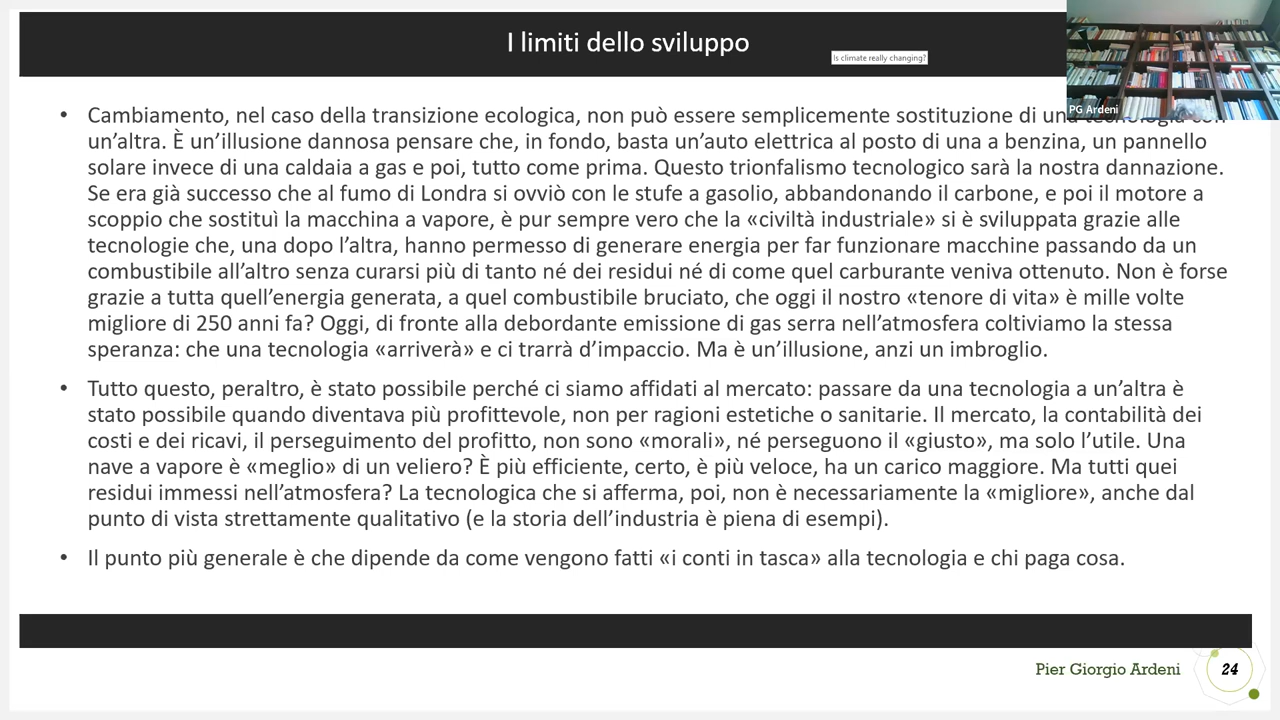 I limiti dello sviluppo
Is climate really changing?
PG Ardeni
• Cambiamento, nel caso della transizione ecologica, non può essere semplicemente sostituzione di una tecnologia con
un’altra. È un’illusione dannosa pensare che, in fondo, basta un’auto elettrica al posto di una a benzina, un pannello
solare invece di una caldaia a gas e poi, tutto come prima. Questo trionfalismo tecnologico sarà la nostra dannazione.
Se era già successo che al fumo di Londra si ovviò con le stufe a gasolio, abbandonando il carbone, e poi il motore a
scoppio che sostituì la macchina a vapore, è pur sempre vero che la «civiltà industriale» si è sviluppata grazie alle
tecnologie che, una dopo l’altra, hanno permesso di generare energia per far funzionare macchine passando da un
combustibile all’altro senza curarsi più di tanto né dei residui né di come quel carburante veniva ottenuto. Non è forse
grazie a tutta quell’energia generata, a quel combustibile bruciato, che oggi il nostro «tenore di vita» è mille volte
migliore di 250 anni fa? Oggi, di fronte alla debordante emissione di gas serra nell’atmosfera coltiviamo la stessa
speranza: che una tecnologia «arriverà» e ci trarrà d’impaccio. Ma è un’illusione, anzi un imbroglio.
• Tutto questo, peraltro, è stato possibile perché ci siamo affidati al mercato: passare da una tecnologia a un’altra è
stato possibile quando diventava più profittevole, non per ragioni estetiche o sanitarie. Il mercato, la contabilità dei
costi e dei ricavi, il perseguimento del profitto, non sono «morali», né perseguono il «giusto», ma solo l’utile. Una
nave a vapore è «meglio» di un veliero? È più efficiente, certo, è più veloce, ha un carico maggiore. Ma tutti quei
residui immessi nell’atmosfera? La tecnologica che si afferma, poi, non è necessariamente la «migliore», anche dal
punto di vista strettamente qualitativo (e la storia dell’industria è piena di esempi).
• Il punto più generale è che dipende da come vengono fatti «i conti in tasca» alla tecnologia e chi paga cosa.
Pier Giorgio Ardeni
24